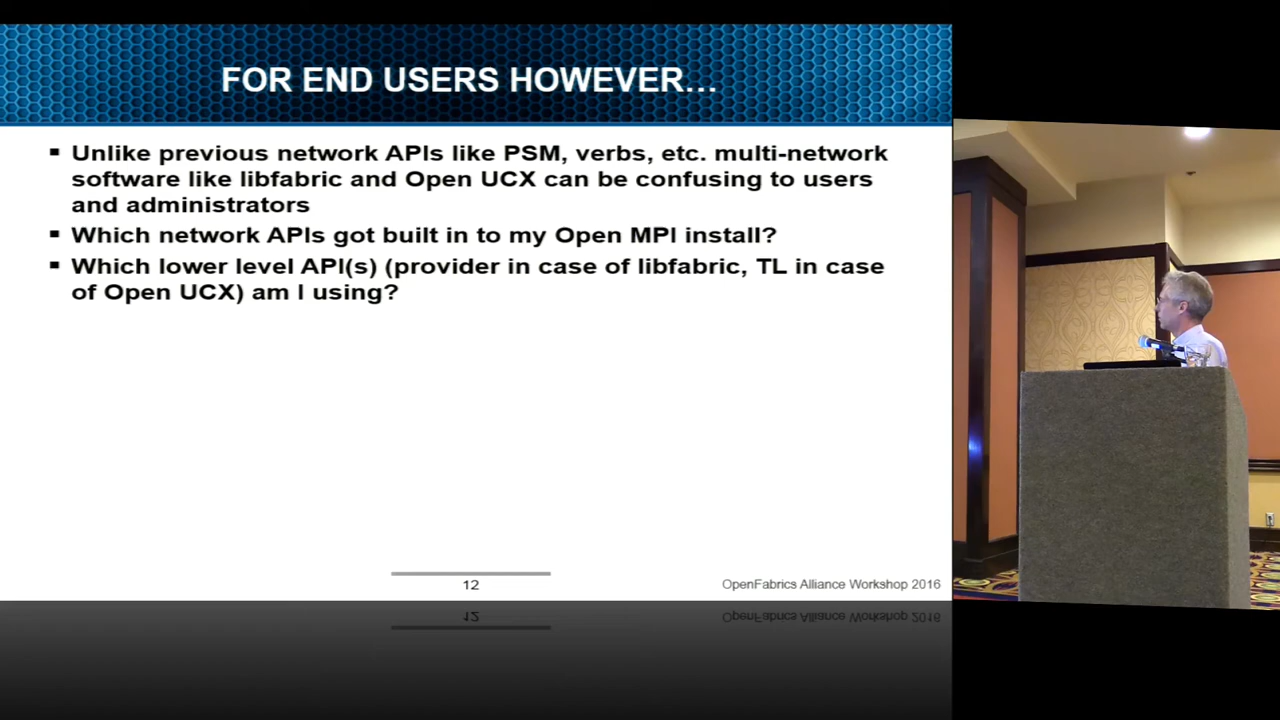 FOR END USERS HOWEVER...
▪ Unlike previous network APIs like PSM, verbs, etc. multi-network
software like libfabric and Open UCX can be confusing to users
and administrators
▪ Which network APIs got built in to my Open MPI install?
▪ Which lower level API(s) (provider in case of libfabric, TL in case
of Open UCX) am I using?
12
OpenFabrics Alliance Workshop 2016